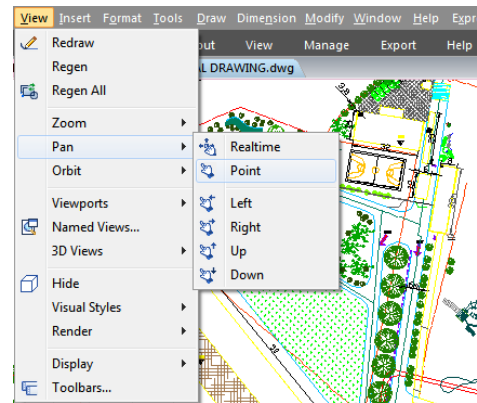 View Insert Format Tools Draw Dimension Modify Window Help Expr
out View Manage Export Help
AL DRAWING.dwg
Redraw
Regen
Regen All
Zoom
Pan
Orbit
Viewports
Named Views...
3D Views
Hide
Visual Styles
Render
Display
Toolbars...
Realtime
Point
Left
Right
Up
Down